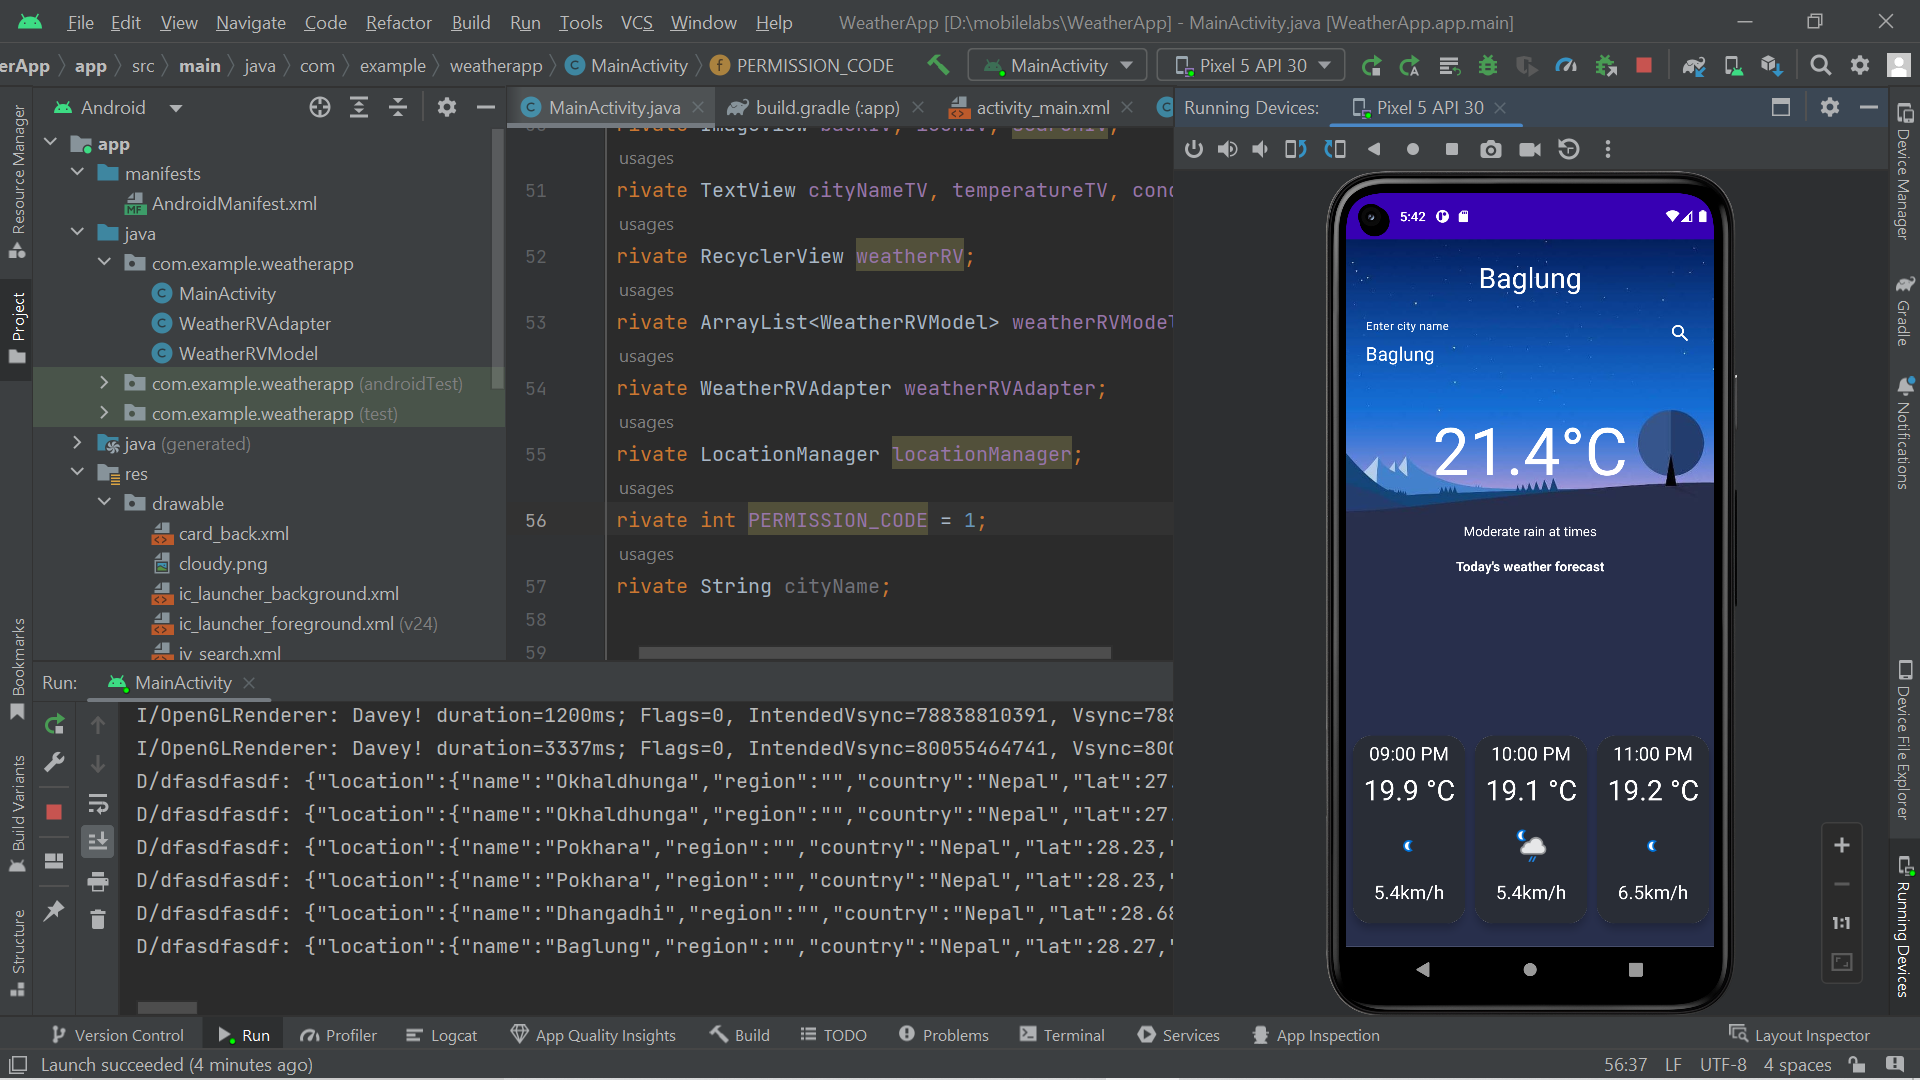 File Edit View Navigate Code Refactor Build Run Tools VCS Window Help WeatherApp [D:\mobilelabs\WeatherApp] - MainActivity.java [WeatherApp.app.main]
erApp app src main java com example weatherapp MainActivity PERMISSION_CODE MainActivity Pixel 5 API 30
Android
MainActivity.java build.gradle (:app) activity_main.xml
Running Devices: Pixel 5 API 30
Resource Manager
Project
Bookmarks
Build Variants
Structure
app
manifests
AndroidManifest.xml
java
com.example.weatherapp
MainActivity
WeatherRVAdapter
WeatherRVModel
com.example.weatherapp (androidTest)
com.example.weatherapp (test)
java (generated)
res
drawable
card_back.xml
cloudy.png
ic_launcher_background.xml
ic_launcher_foreground.xml (v24)
iv_search.xml
usages
51 rivate TextView cityNameTV, temperatureTV, con
usages
52 rivate RecyclerView weatherRV;
usages
53 rivate ArrayList<WeatherRVModel> weatherRVModel
usages
54 rivate WeatherRVAdapter weatherRVAdapter;
usages
55 rivate LocationManager locationManager;
usages
56 rivate int PERMISSION_CODE = 1;
usages
57 rivate String cityName;
58
59
5:42
Baglung
Enter city name
Baglung
21.4°C
Moderate rain at times
Today's weather forecast
09:00 PM 10:00 PM 11:00 PM
19.9 °C 19.1 °C 19.2 °C
5.4km/h 5.4km/h 6.5km/h
1:1
Device Manager
Gradle
Notifications
Device File Explorer
Running Devices
Run: MainActivity
I/OpenGLRenderer: Davey! duration=1200ms; Flags=0, IntendedVsync=78838810391, Vsync=788
I/OpenGLRenderer: Davey! duration=3337ms; Flags=0, IntendedVsync=80055464741, Vsync=800
D/dfasdfasdf: {"location":{"name":"Okhaldhunga","region":"","country":"Nepal","lat":27.
D/dfasdfasdf: {"location":{"name":"Okhaldhunga","region":"","country":"Nepal","lat":27.
D/dfasdfasdf: {"location":{"name":"Pokhara","region":"","country":"Nepal","lat":28.23,"
D/dfasdfasdf: {"location":{"name":"Pokhara","region":"","country":"Nepal","lat":28.23,"
D/dfasdfasdf: {"location":{"name":"Dhangadhi","region":"","country":"Nepal","lat":28.68
D/dfasdfasdf: {"location":{"name":"Baglung","region":"","country":"Nepal","lat":28.27,"
Version Control Run Profiler Logcat App Quality Insights Build TODO Problems Terminal Services App Inspection Layout Inspector
Launch succeeded (4 minutes ago) 56:37 LF UTF-8 4 spaces